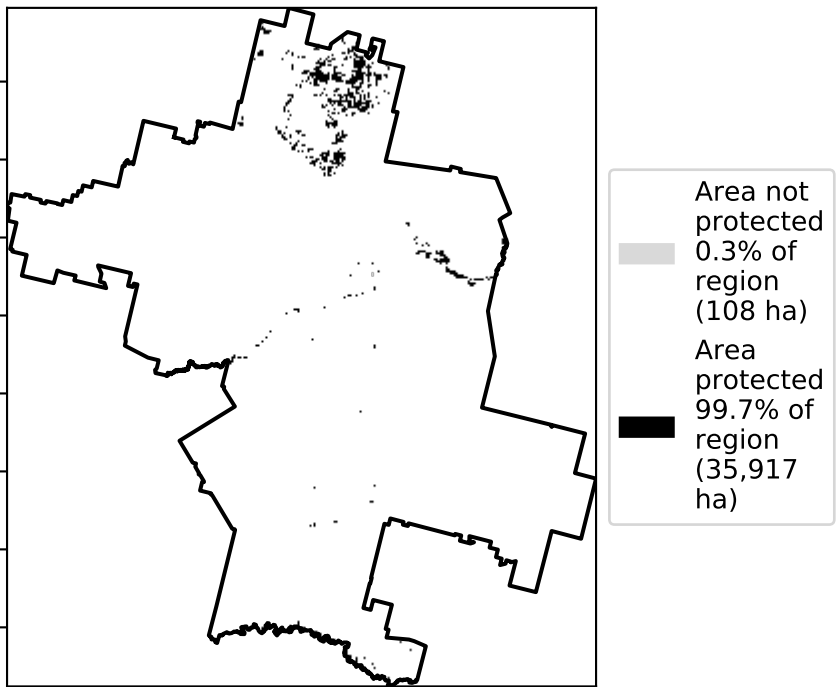 Area not
protected
0.3% of
region
(108 ha)
Area
protected
99.7% of
region
(35,917
ha)